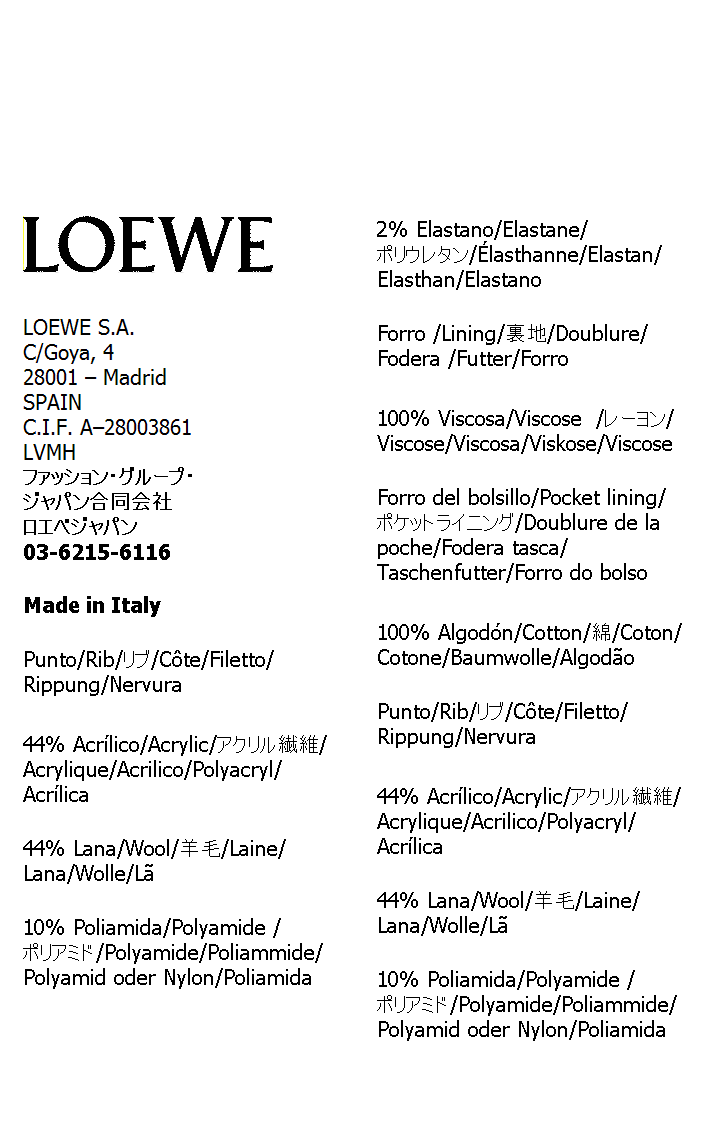 LOEWE
LOEWE S.A.
C/Goya, 4
28001 – Madrid
SPAIN
C.I.F. A–28003861
LVMH
ファッション・グループ・
ジャパン合同会社
ロエベジャパン
03-6215-6116
Made in Italy
Punto/Rib/リブ/Côte/Filetto/
Rippung/Nervura
44% Acrílico/Acrylic/アクリル繊維/
Acrylique/Acrilico/Polyacryl/
Acrílica
44% Lana/Wool/羊毛/Laine/
Lana/Wolle/Lã
10% Poliamida/Polyamide /
ポリアミド/Polyamide/Poliammide/
Polyamid oder Nylon/Poliamida
2% Elastano/Elastane/
ポリウレタン/Élasthanne/Elastan/
Elasthan/Elastano
Forro /Lining/裏地/Doublure/
Fodera /Futter/Forro
100% Viscosa/Viscose /レーヨン/
Viscose/Viscosa/Viskose/Viscose
Forro del bolsillo/Pocket lining/
ポケットライニング/Doublure de la
poche/Fodera tasca/
Taschenfutter/Forro do bolso
100% Algodón/Cotton/綿/Coton/
Cotone/Baumwolle/Algodão
Punto/Rib/リブ/Côte/Filetto/
Rippung/Nervura
44% Acrílico/Acrylic/アクリル繊維/
Acrylique/Acrilico/Polyacryl/
Acrílica
44% Lana/Wool/羊毛/Laine/
Lana/Wolle/Lã
10% Poliamida/Polyamide /
ポリアミド/Polyamide/Poliammide/
Polyamid oder Nylon/Poliamida